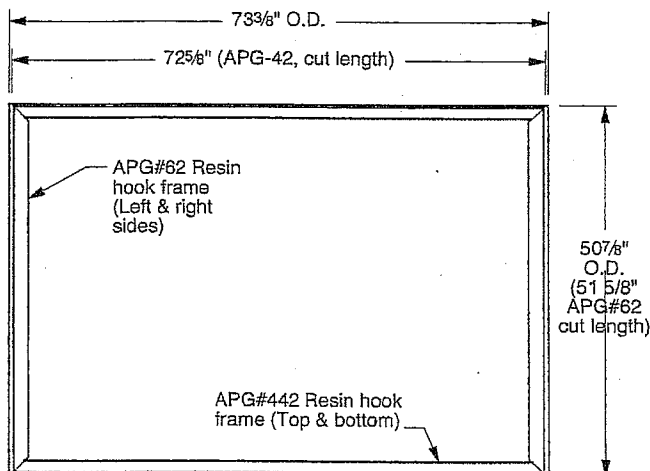 73⅜" O.D.
72⅝" (APG-42, cut length)
APG#62 Resin
hook frame
(Left & right
sides)
50⅞"
O.D.
(51 5/8"
APG#62
cut length)
APG#442 Resin hook
frame (Top & bottom)